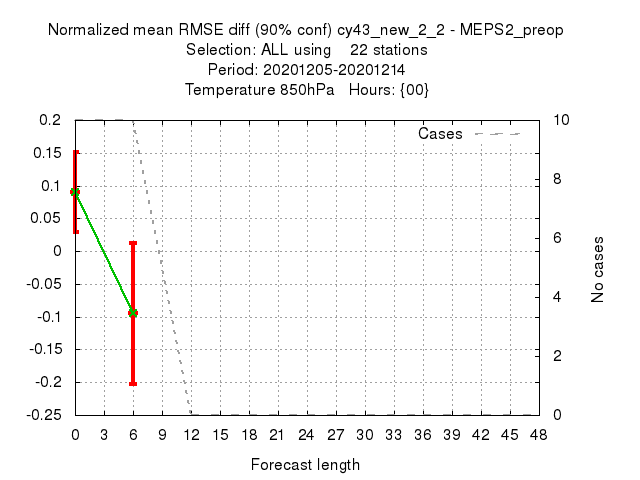 Normalized mean RMSE diff (90% conf) cy43_new_2_2 - MEPS2_preop
Selection: ALL using    22 stations
Period: 20201205-20201214
Temperature 850hPa   Hours: {00}
Cases
0.2
0.15
0.1
0.05
0
-0.05
-0.1
-0.15
-0.2
-0.25
10
8
6
4
2
0
No cases
0 3 6 9 12 15 18 21 24 27 30 33 36 39 42 45 48
Forecast length